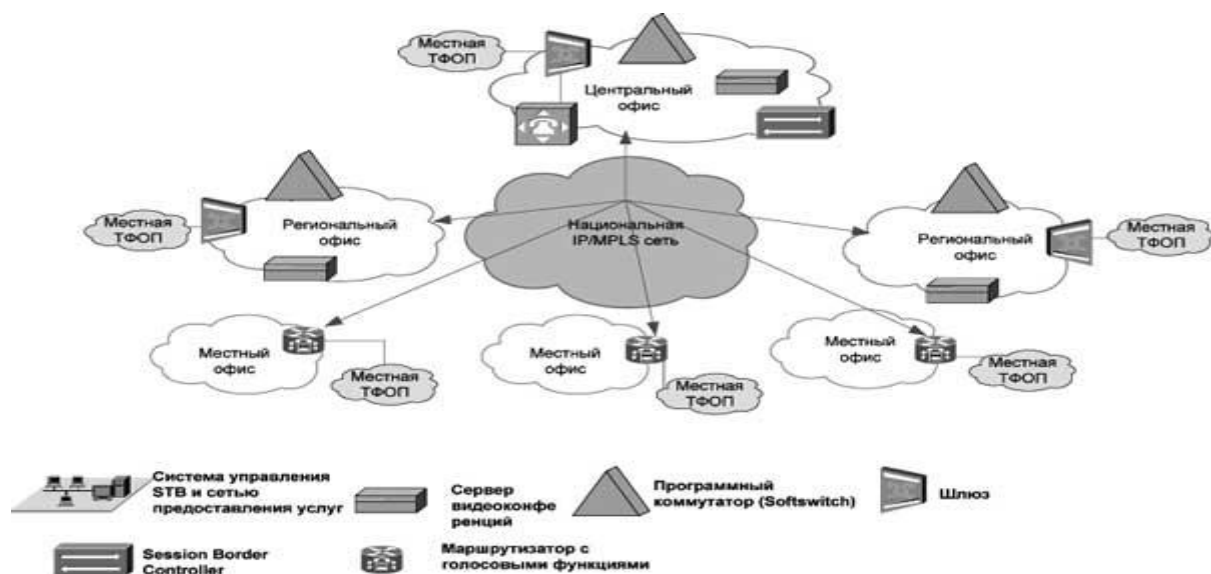 Местная
ТФОП
Центральный
офис
Местная
ТФОП
Региональный
офис
Национальная
IP/MPLS сеть
Региональный
офис
Местная
ТФОП
Местный
офис
Местная
ТФОП
Местный
офис
Местная
ТФОП
Местный
офис
Местная
ТФОП
Система управления
STB и сетью
предоставления услуг
Сервер
видеоконфе
ренций
Программный
коммутатор (Softswitch)
Шлюз
Session Border
Controller
Маршрутизатор с
голосовыми функциями